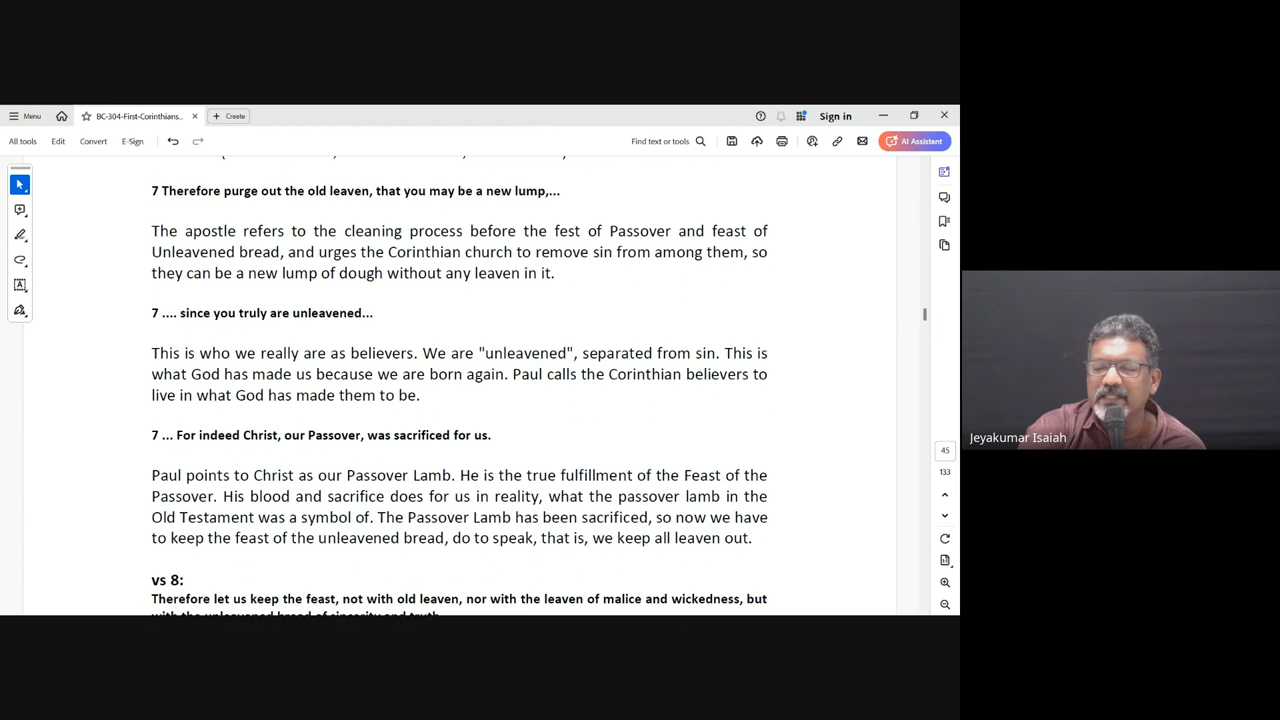 Menu
BC-304-First-Corinthians...
Create
Sign in
All tools
Edit
Convert
E-Sign
Find text or tools
AI Assistant
7 Therefore purge out the old leaven, that you may be a new lump,...
The apostle refers to the cleaning process before the fest of Passover and feast of
Unleavened bread, and urges the Corinthian church to remove sin from among them, so
they can be a new lump of dough without any leaven in it.
7 .... since you truly are unleavened...
This is who we really are as believers. We are "unleavened", separated from sin. This is
what God has made us because we are born again. Paul calls the Corinthian believers to
live in what God has made them to be.
7 ... For indeed Christ, our Passover, was sacrificed for us.
Paul points to Christ as our Passover Lamb. He is the true fulfillment of the Feast of the
Passover. His blood and sacrifice does for us in reality, what the passover lamb in the
Old Testament was a symbol of. The Passover Lamb has been sacrificed, so now we have
to keep the feast of the unleavened bread, do to speak, that is, we keep all leaven out.
vs 8:
Therefore let us keep the feast, not with old leaven, nor with the leaven of malice and wickedness, but
with the unleavened bread of sincerity and truth
45
133
Jeyakumar Isaiah